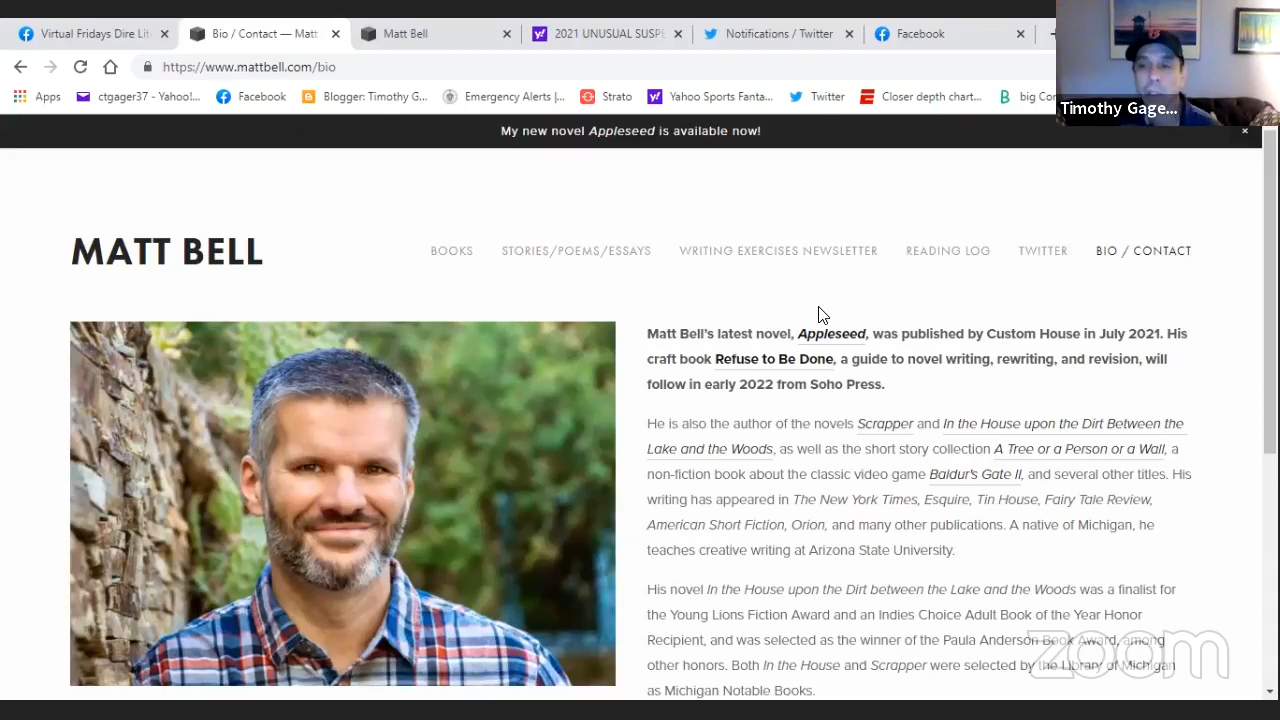 Virtual Fridays Dire Lit
Bio / Contact — Matt
Matt Bell
2021 UNUSUAL SUSPE
Notifications / Twitter
Facebook
https://www.mattbell.com/bio
Apps
ctgager37 - Yahoo!...
Facebook
Blogger: Timothy G...
Emergency Alerts |...
Strato
Yahoo Sports Fanta...
Twitter
Closer depth chart...
big Con
Timothy Gage...
My new novel Appleseed is available now!
MATT BELL
BOOKS
STORIES/POEMS/ESSAYS
WRITING EXERCISES NEWSLETTER
READING LOG
TWITTER
BIO / CONTACT
Matt Bell's latest novel, Appleseed, was published by Custom House in July 2021. His
craft book Refuse to Be Done, a guide to novel writing, rewriting, and revision, will
follow in early 2022 from Soho Press.
He is also the author of the novels Scrapper and In the House upon the Dirt Between the
Lake and the Woods, as well as the short story collection A Tree or a Person or a Wall, a
non-fiction book about the classic video game Baldur's Gate II, and several other titles. His
writing has appeared in The New York Times, Esquire, Tin House, Fairy Tale Review,
American Short Fiction, Orion, and many other publications. A native of Michigan, he
teaches creative writing at Arizona State University.
His novel In the House upon the Dirt between the Lake and the Woods was a finalist for
the Young Lions Fiction Award and an Indies Choice Adult Book of the Year Honor
Recipient, and was selected as the winner of the Paula Anderson Book Award, among
other honors. Both In the House and Scrapper were selected by the Library of Michigan
as Michigan Notable Books.
zoom